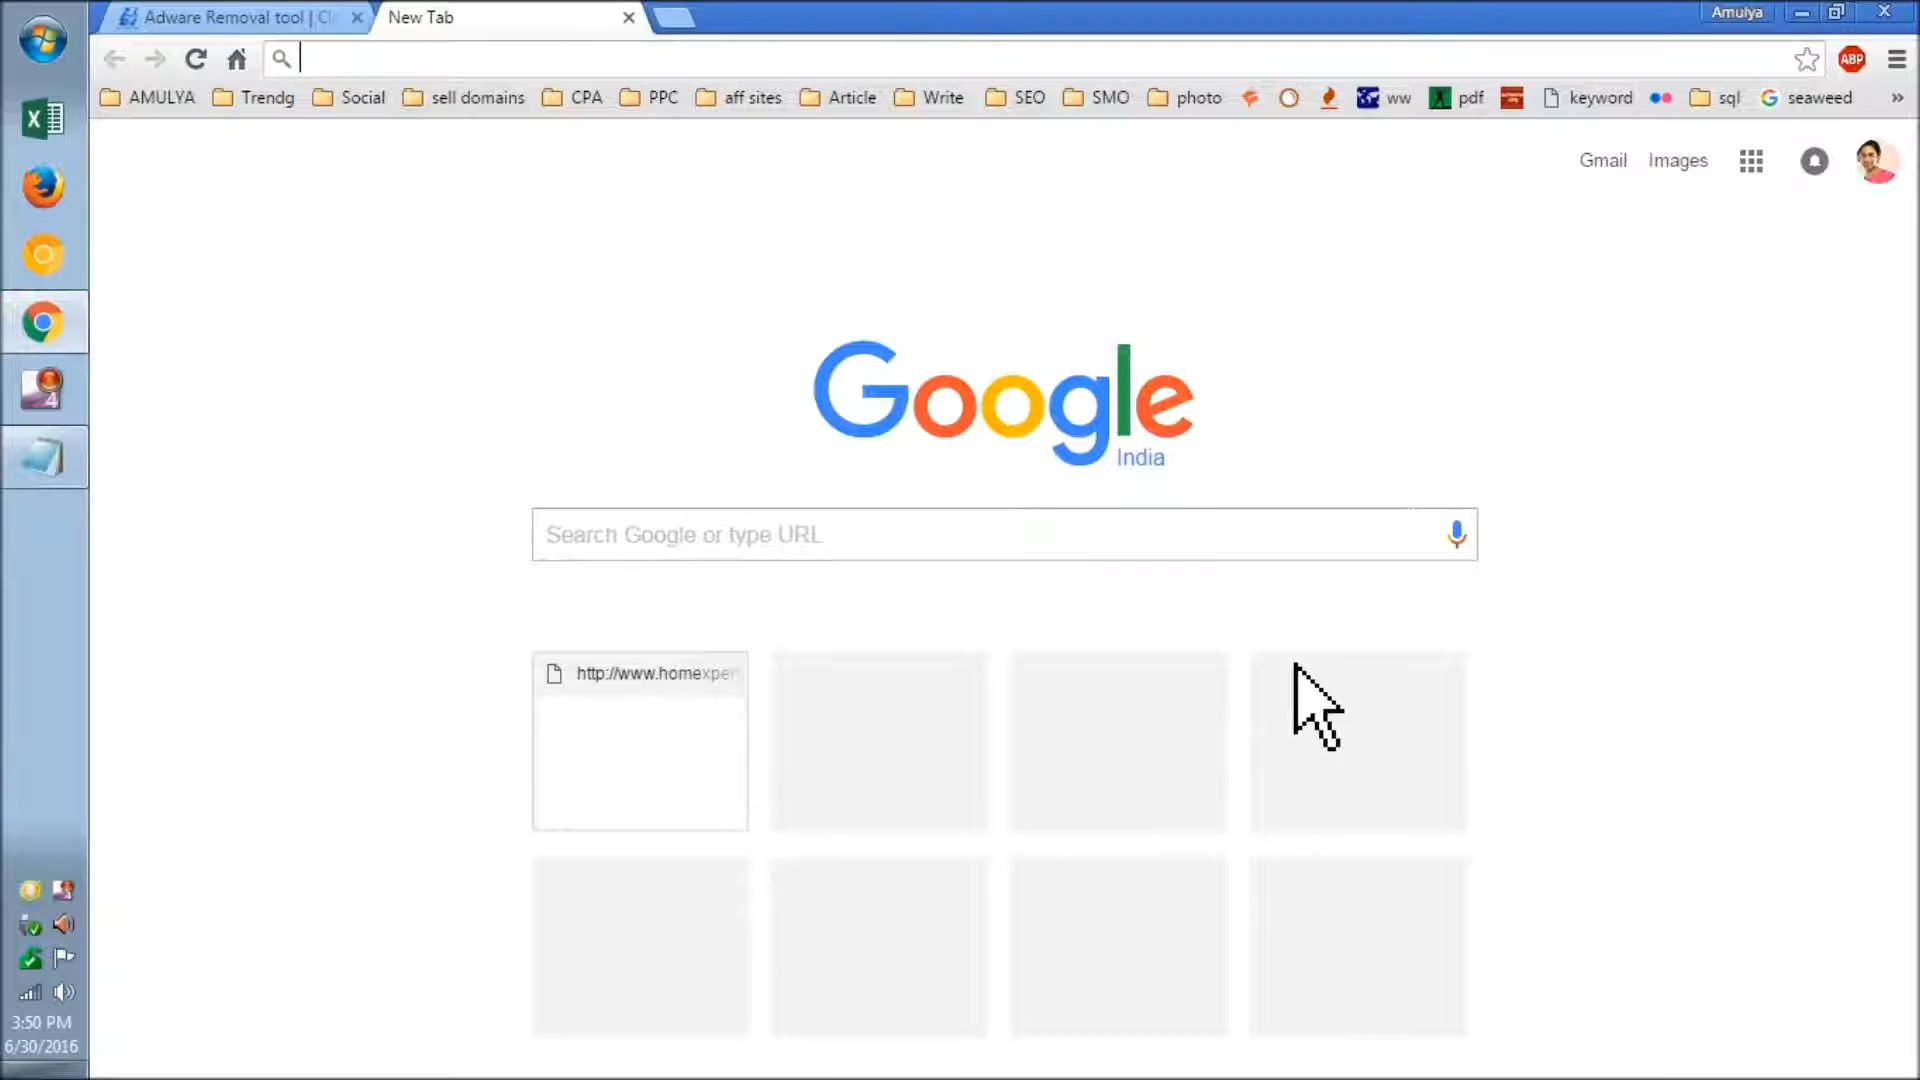 Adware Removal tool | Cl
New Tab
Amulya
ABP
AMULYA Trendg Social sell domains CPA PPC aff sites Article Write SEO SMO photo ww pdf keyword sql seaweed »
Gmail Images
Google
India
Search Google or type URL
http://www.homexper
4
3:50 PM
6/30/2016